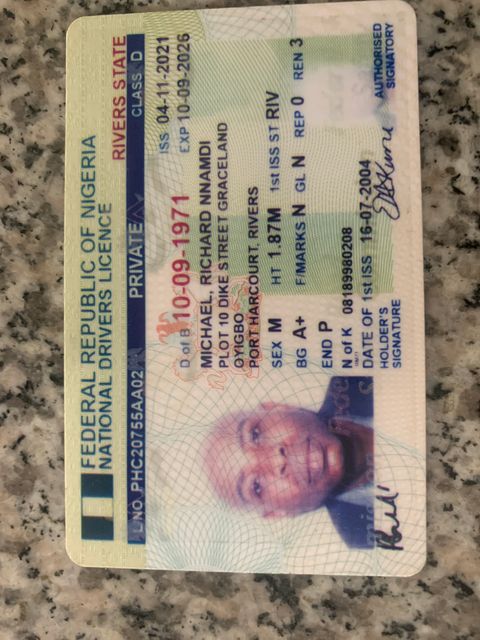 FEDERAL REPUBLIC OF NIGERIA
NATIONAL DRIVERS LICENCE
RIVERS STATE
L/NO PHC20755AA02 PRIVATE CLASS D
ISS 04-11-2021
D of B 10-09-1971 EXP 10-09-2026
MICHAEL, RICHARD NNAMDI
PLOT 10 DIKE STREET GRACELAND
OYIGBO
PORT HARCOURT, RIVERS
SEX M HT 1.87M 1st ISS ST RIV
BG A+ F/MARKS N GL N REP 0 REN 3
END P
N of K 08189980208
DATE OF 1st ISS 16-07-2004
HOLDER'S
SIGNATURE
AUTHORISED
SIGNATORY